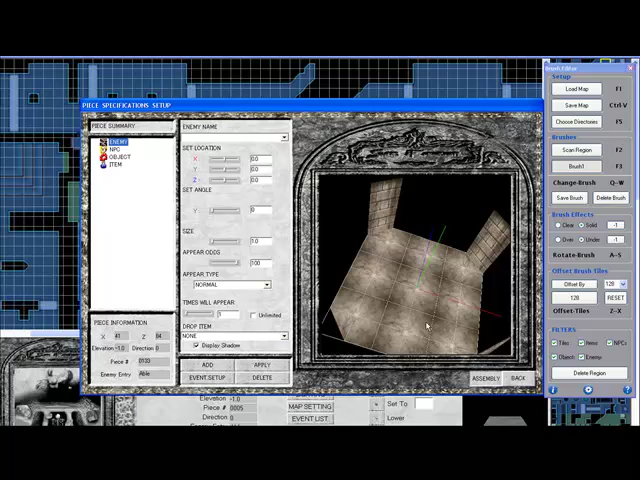 Brush Editor
Setup
Load Map F1
Save Map Ctrl-V
Choose Directories F5
Brushes
Scan Region F2
Brush1 F3
Change-Brush Q-W
Save Brush Delete Brush
Brush Effects
Clear Solid -1
Over Under -1
Rotate-Brush A-S
Offset Brush Tiles
Offset By 128
128 RESET
Offset-Tiles Z-X
FILTERS
Tiles Items NPCs
Objects Enemy
Delete Region
PIECE SPECIFICATIONS SETUP
PIECE SUMMARY
ENEMY
NPC
OBJECT
ITEM
PIECE INFORMATION
X 41 Z 84
Elevation -1.0 Direction 0
Piece # 0133
Enemy Entry Able
ENEMY NAME
SET LOCATION
X: 0.0
Y: 0.0
Z: 0.0
SET ANGLE
Y: 0
SIZE
1.0
APPEAR ODDS
100
APPEAR TYPE
NORMAL
TIMES WILL APPEAR
1 Unlimited
DROP ITEM
NONE
Display Shadow
ADD APPLY
EVENT.SETUP DELETE
ASSEMBLY BACK
Elevation -1.0
Piece # 0005
Direction 0
MAP SETTING
EVENT LIST
Set To
Lower